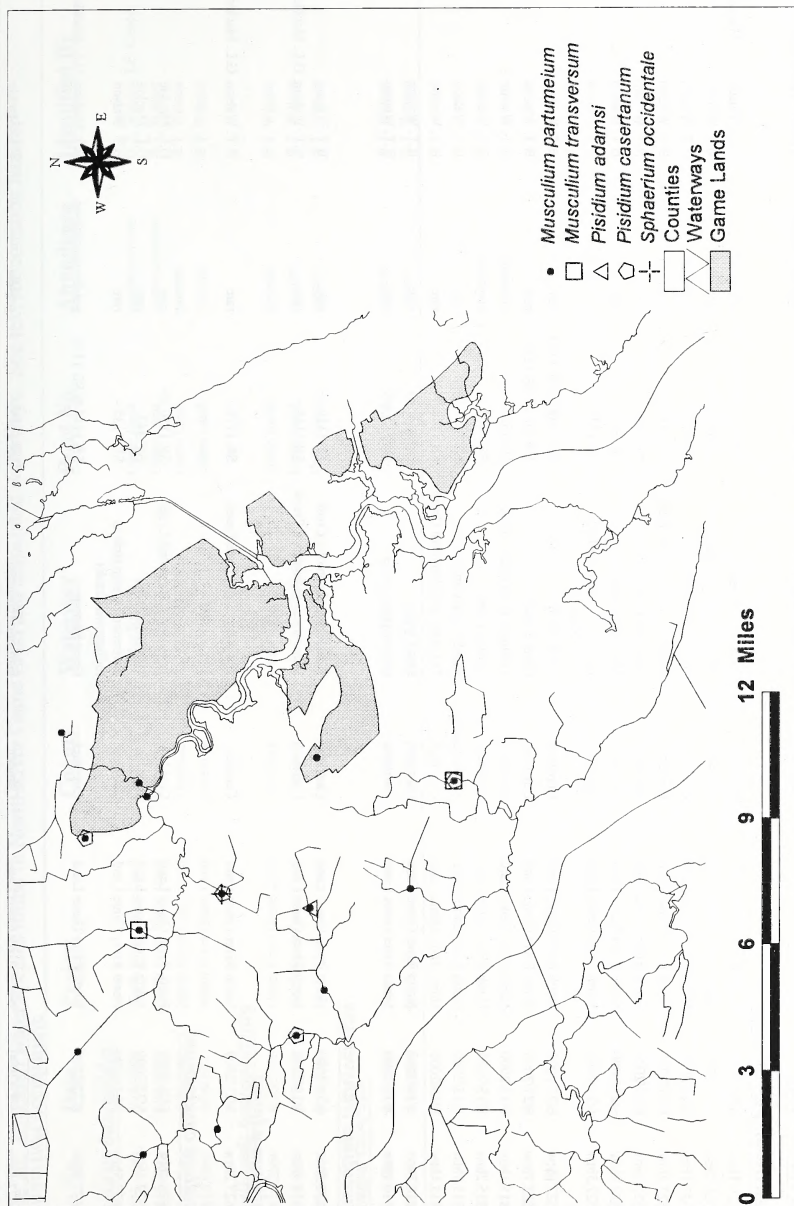 N
W E
S
Musculium partumeium
Musculium transversum
Pisidium adamsi
Pisidium casertanum
Sphaerium occidentale
Counties
Waterways
Game Lands
0 3 6 9 12 Miles